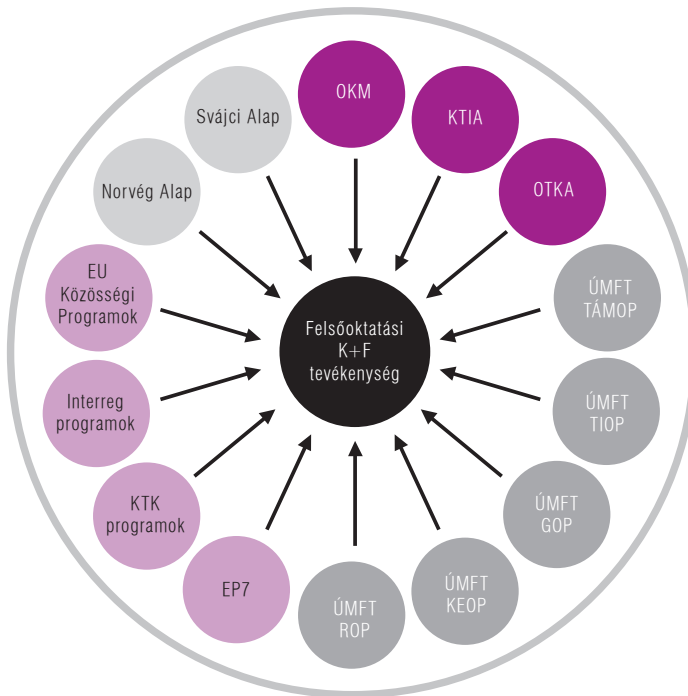 OKM
KTIA
OTKA
ÚMFT
TÁMOP
ÚMFT
TIOP
ÚMFT
GOP
ÚMFT
KEOP
ÚMFT
ROP
EP7
KTK
programok
Interreg
programok
EU
Közösségi
Programok
Norvég Alap
Svájci Alap
Felsőoktatási
K+F
tevékenység